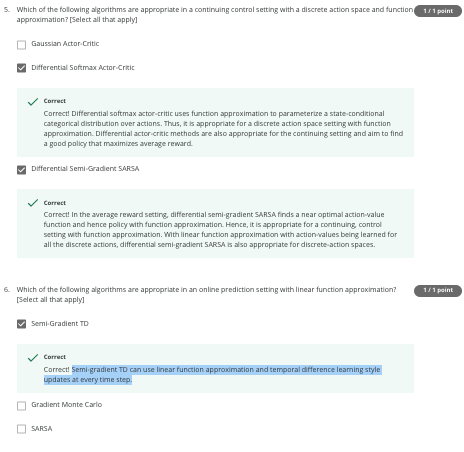 5. Which of the following algorithms are appropriate in a continuing control setting with a discrete action space and function
1 / 1 point
approximation? [Select all that apply]
Gaussian Actor-Critic
Differential Softmax Actor-Critic
Correct
Correct! Differential softmax actor-critic uses function approximation to parameterize a state-conditional
categorical distribution over actions. Thus, it is appropriate for a discrete action space setting with function
approximation. Differential actor-critic methods are also appropriate for the continuing setting and aim to find
a good policy that maximizes average reward.
Differential Semi-Gradient SARSA
Correct
Correct! In the average reward setting, differential semi-gradient SARSA finds a near optimal action-value
function and hence policy with function approximation. Hence, it is appropriate for a continuing, control
setting with function approximation. With linear function approximation with action-values being learned for
all the discrete actions, differential semi-gradient SARSA is also appropriate for discrete-action spaces.
6. Which of the following algorithms are appropriate in an online prediction setting with linear function approximation?
1 / 1 point
[Select all that apply]
Semi-Gradient TD
Correct
Correct! Semi-gradient TD can use linear function approximation and temporal difference learning style
updates at every time step.
Gradient Monte Carlo
SARSA